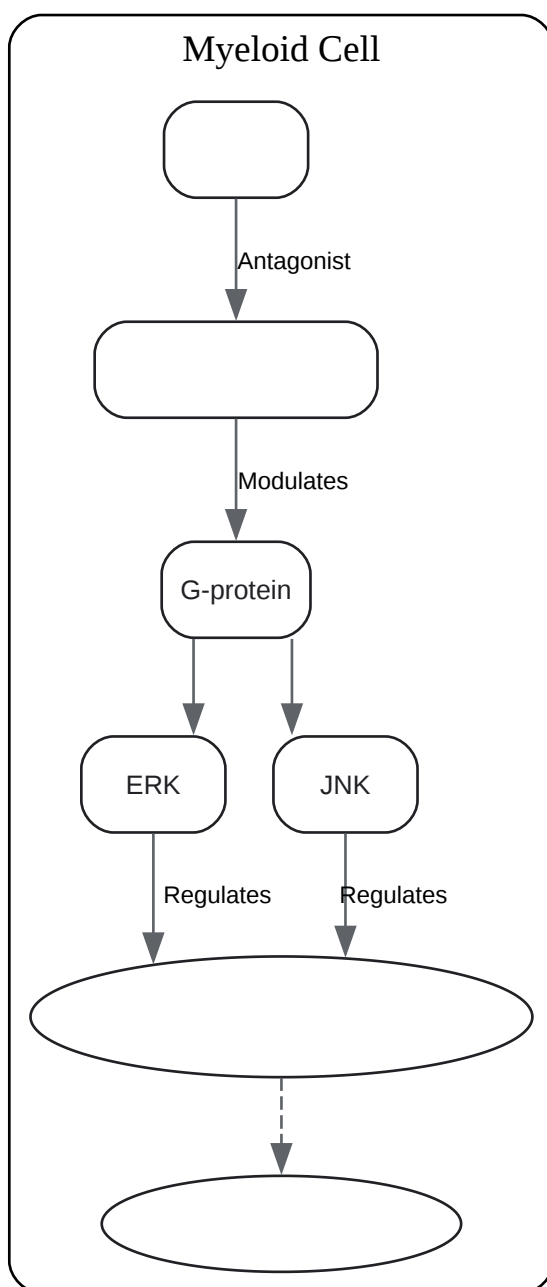 Myeloid Cell
Antagonist
Modulates
G-protein
ERK
JNK
Regulates
Regulates